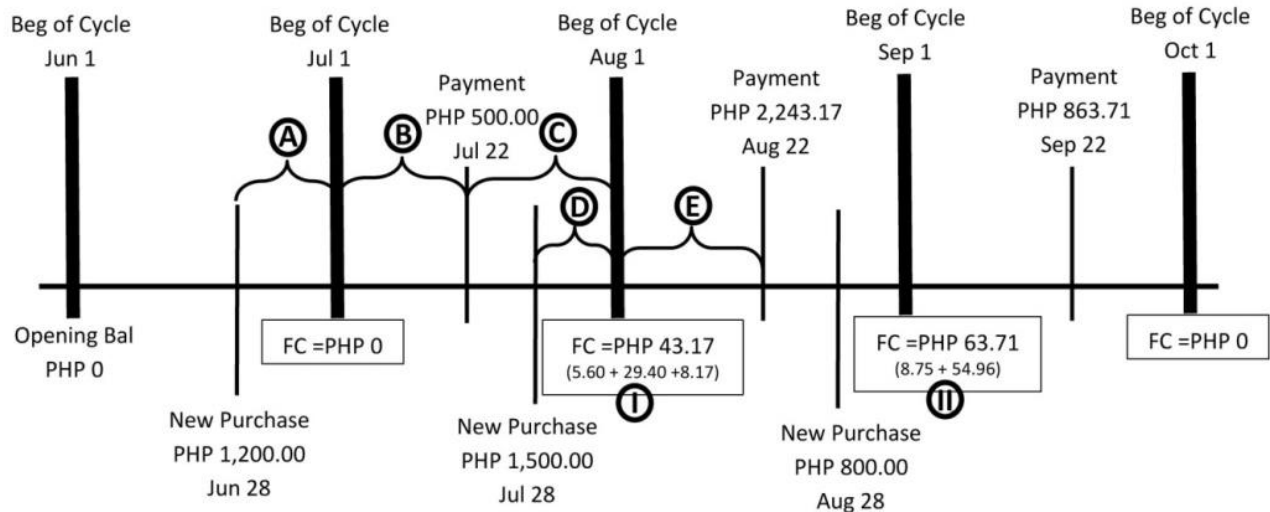 Beg of Cycle
Jun 1
Beg of Cycle
Jul 1
Beg of Cycle
Aug 1
Beg of Cycle
Sep 1
Beg of Cycle
Oct 1
Payment
PHP 500.00
Jul 22
Payment
PHP 2,243.17
Aug 22
Payment
PHP 863.71
Sep 22
A
B
C
D
E
Opening Bal
PHP 0
FC =PHP 0
FC =PHP 43.17
(5.60 + 29.40 +8.17)
I
FC =PHP 63.71
(8.75 + 54.96)
II
FC =PHP 0
New Purchase
PHP 1,200.00
Jun 28
New Purchase
PHP 1,500.00
Jul 28
New Purchase
PHP 800.00
Aug 28